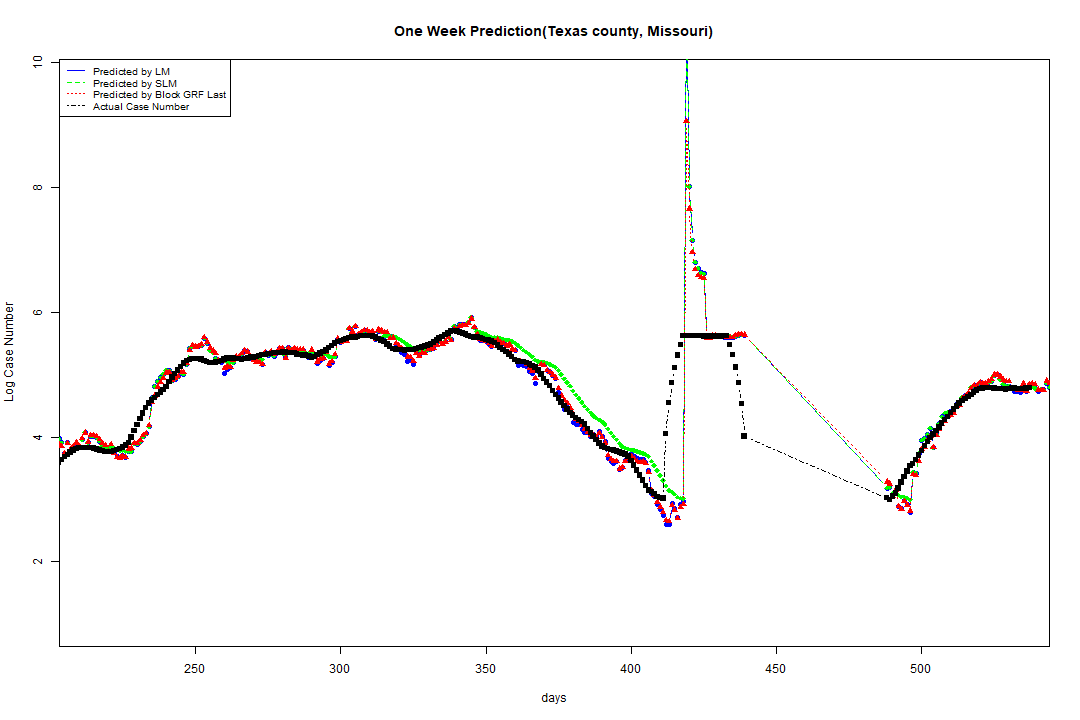 One Week Prediction(Texas county, Missouri)
Predicted by LM
Predicted by SLM
Predicted by Block GRF Last
Actual Case Number
10
8
6
4
2
Log Case Number
250 300 350 400 450 500
days